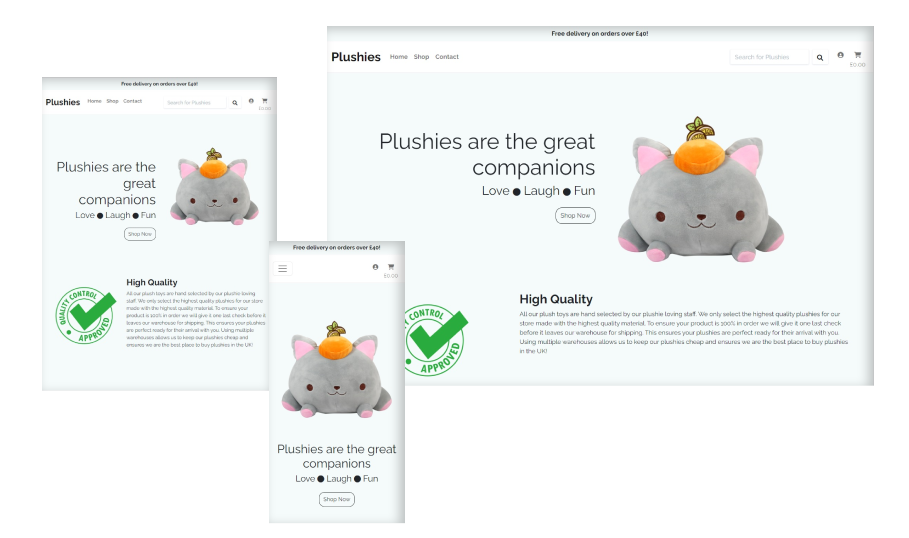 Free delivery on orders over £40!
Plushies Home Shop Contact Search for Plushies £0.00
Plushies are the
great
companions
Love ● Laugh ● Fun
Shop Now
QUALITY CONTROL
APPROVED
High Quality
All our plush toys are hand selected by our plushie loving
staff. We only select the highest quality plushies for our store
made with the highest quality material. To ensure your
product is 100% in order we will give it one last check before it
leaves our warehouse for shipping. This ensures your plushies
are perfect ready for their arrival with you. Using multiple
warehouses allows us to keep our plushies cheap and
ensures we are the best place to buy plushies in the UK!
Free delivery on orders over £40!
£0.00
Plushies are the great
companions
Love ● Laugh ● Fun
Shop Now
Free delivery on orders over £40!
Plushies Home Shop Contact Search for Plushies £0.00
Plushies are the great
companions
Love ● Laugh ● Fun
Shop Now
CONTROL
APPROVED
High Quality
All our plush toys are hand selected by our plushie loving staff. We only select the highest quality plushies for our
store made with the highest quality material. To ensure your product is 100% in order we will give it one last check
before it leaves our warehouse for shipping. This ensures your plushies are perfect ready for their arrival with you.
Using multiple warehouses allows us to keep our plushies cheap and ensures we are the best place to buy plushies
in the UK!